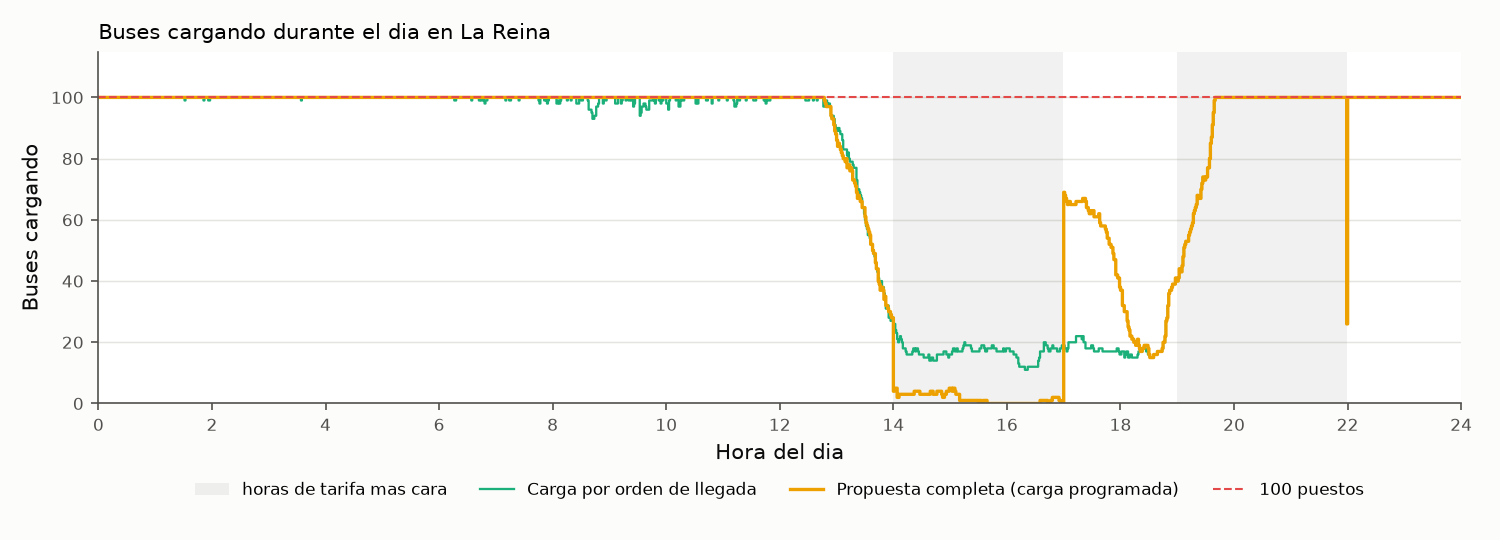 Buses cargando durante el dia en La Reina
Buses cargando
100
80
60
40
20
0
0 2 4 6 8 10 12 14 16 18 20 22 24
Hora del dia
horas de tarifa mas cara Carga por orden de llegada Propuesta completa (carga programada) 100 puestos